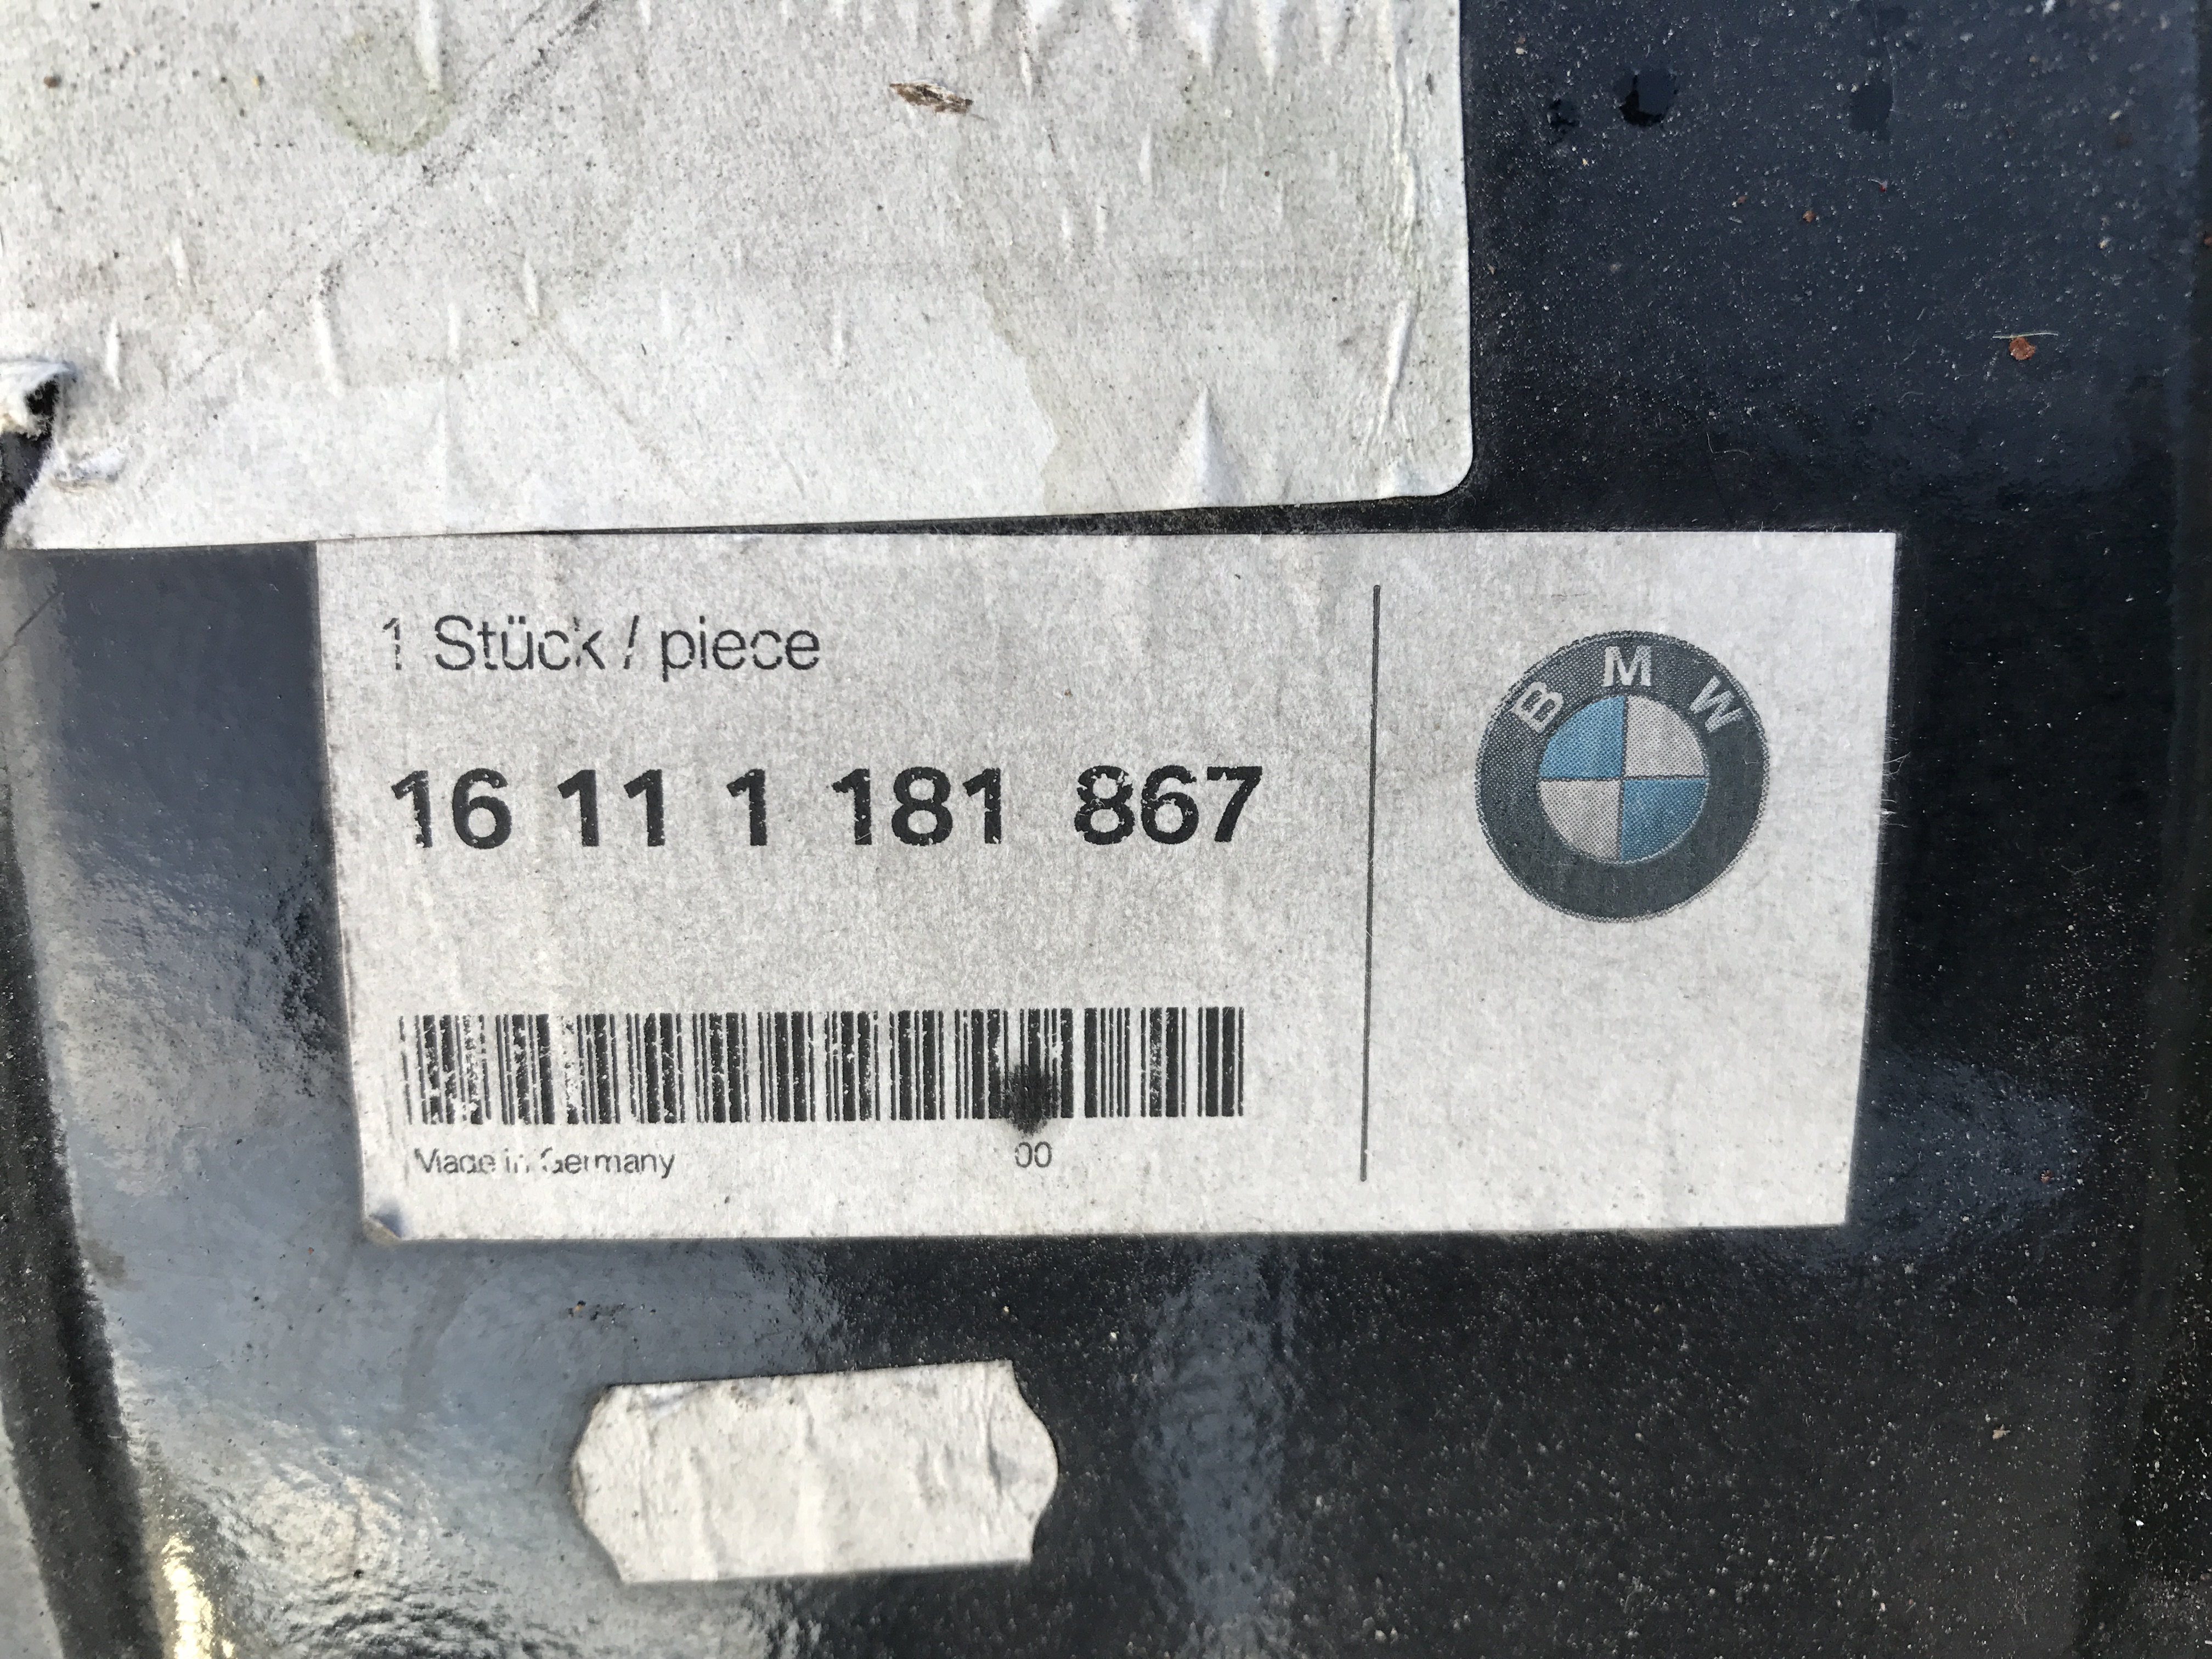 1 Stück / piece
16 11 1 181 867
BMW
Made in Germany
00